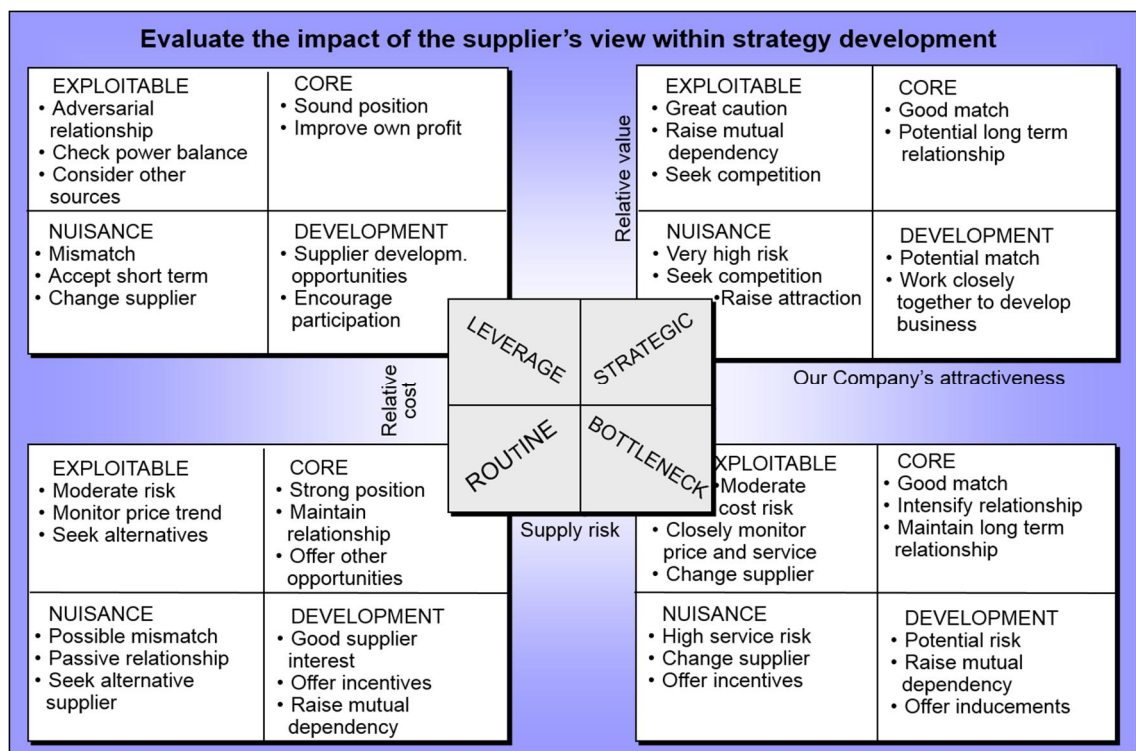 Evaluate the impact of the supplier’s view within strategy development
EXPLOITABLE
• Adversarial
relationship
• Check power balance
• Consider other
sources
CORE
• Sound position
• Improve own profit
NUISANCE
• Mismatch
• Accept short term
• Change supplier
DEVELOPMENT
• Supplier developm.
opportunities
• Encourage
participation
Relative value
EXPLOITABLE
• Great caution
• Raise mutual
dependency
• Seek competition
CORE
• Good match
• Potential long term
relationship
NUISANCE
• Very high risk
• Seek competition
•Raise attraction
DEVELOPMENT
• Potential match
• Work closely
together to develop
business
LEVERAGE
STRATEGIC
ROUTINE
BOTTLENECK
Relative
cost
Our Company’s attractiveness
Supply risk
EXPLOITABLE
• Moderate risk
• Monitor price trend
• Seek alternatives
CORE
• Strong position
• Maintain
relationship
• Offer other
opportunities
NUISANCE
• Possible mismatch
• Passive relationship
• Seek alternative
supplier
DEVELOPMENT
• Good supplier
interest
• Offer incentives
• Raise mutual
dependency
XPLOITABLE
• Moderate
cost risk
• Closely monitor
price and service
• Change supplier
CORE
• Good match
• Intensify relationship
• Maintain long term
relationship
NUISANCE
• High service risk
• Change supplier
• Offer incentives
DEVELOPMENT
• Potential risk
• Raise mutual
dependency
• Offer inducements